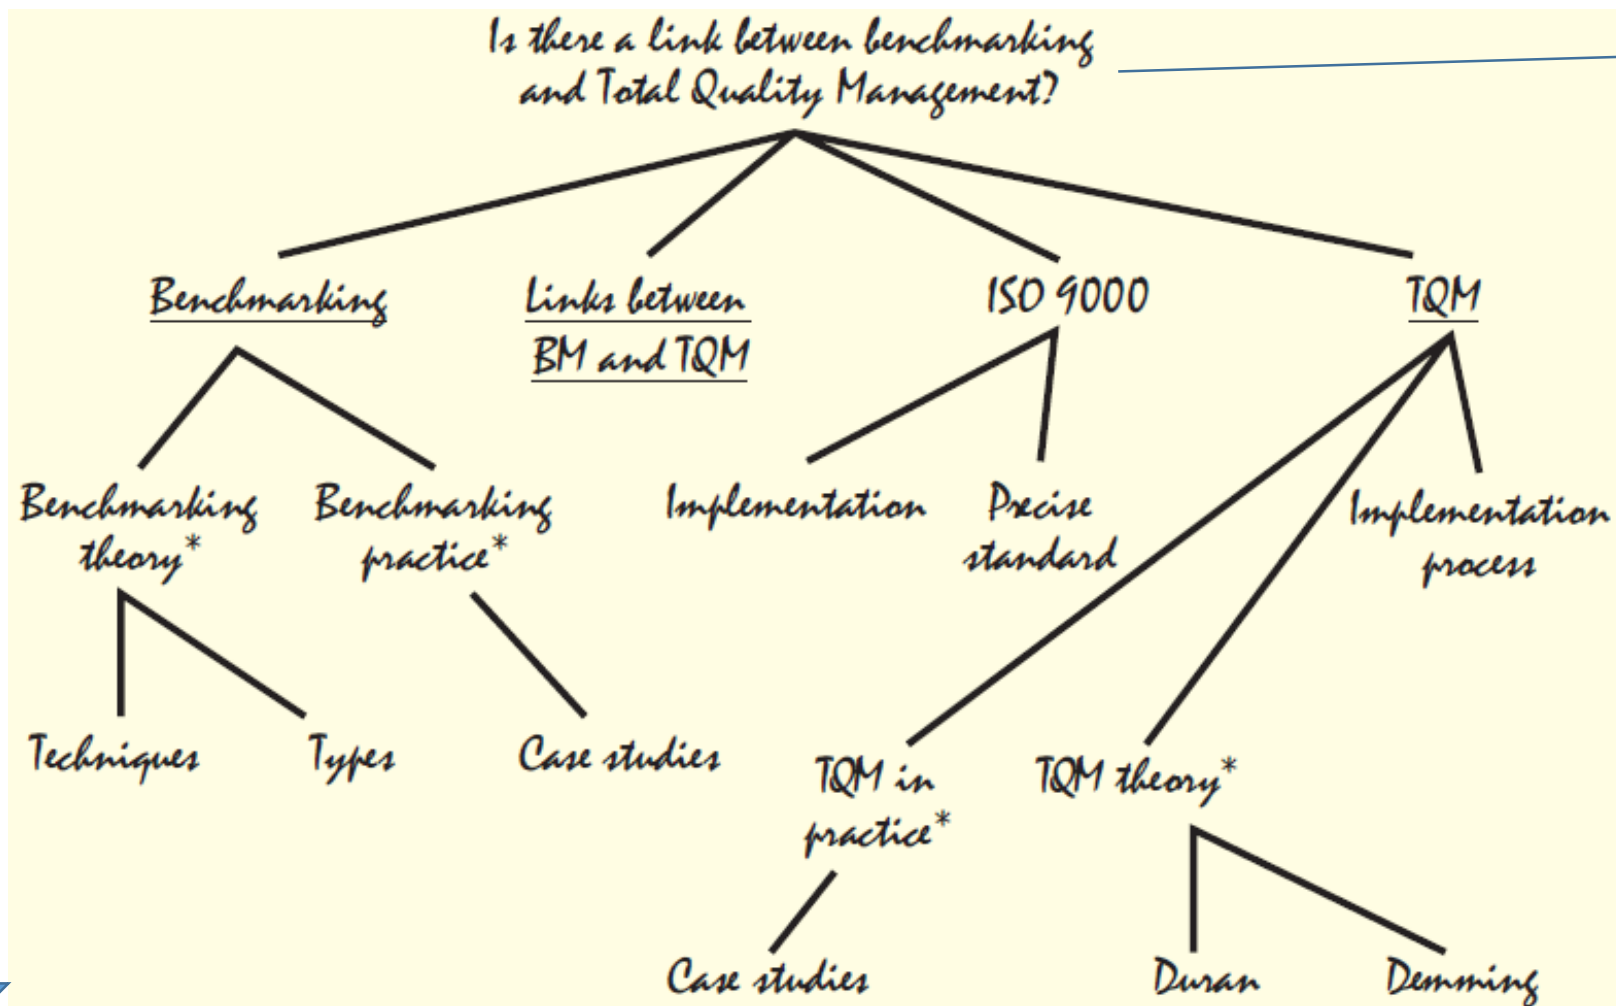 Is there a link between benchmarking
and Total Quality Management?
Benchmarking
Links between
BM and TQM
ISO 9000
TQM
Benchmarking
theory*
Benchmarking
practice*
Implementation
Precise
standard
Implementation
process
Techniques
Types
Case studies
TQM in
practice*
TQM theory*
Case studies
Duran
Demming